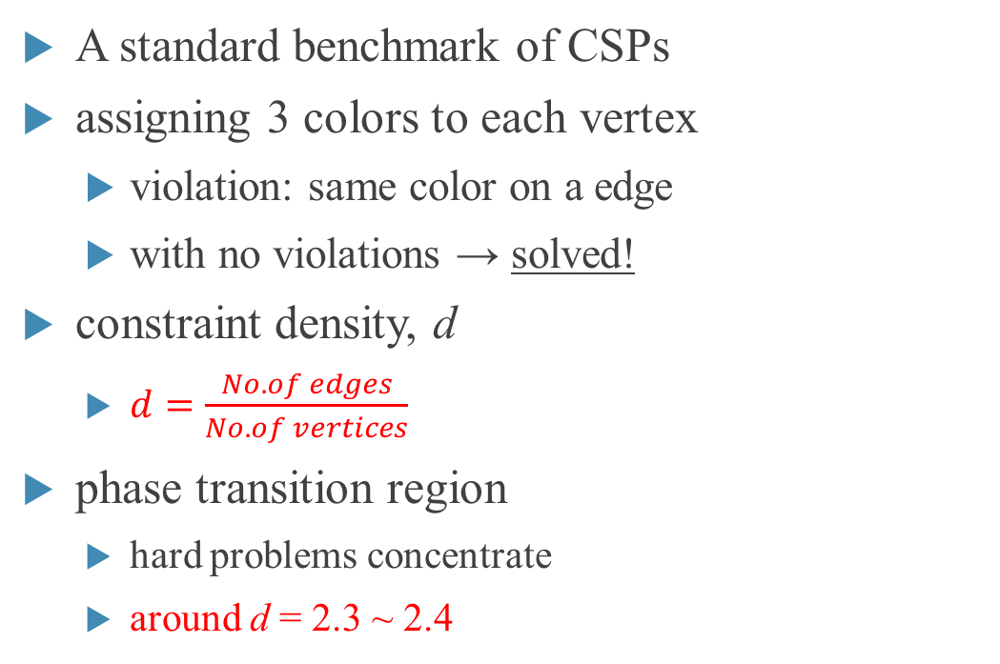 A standard benchmark of CSPs
assigning 3 colors to each vertex
violation: same color on a edge
with no violations → solved!
constraint density, d
d = No.of edges / No.of vertices
phase transition region
hard problems concentrate
around d = 2.3 ~ 2.4